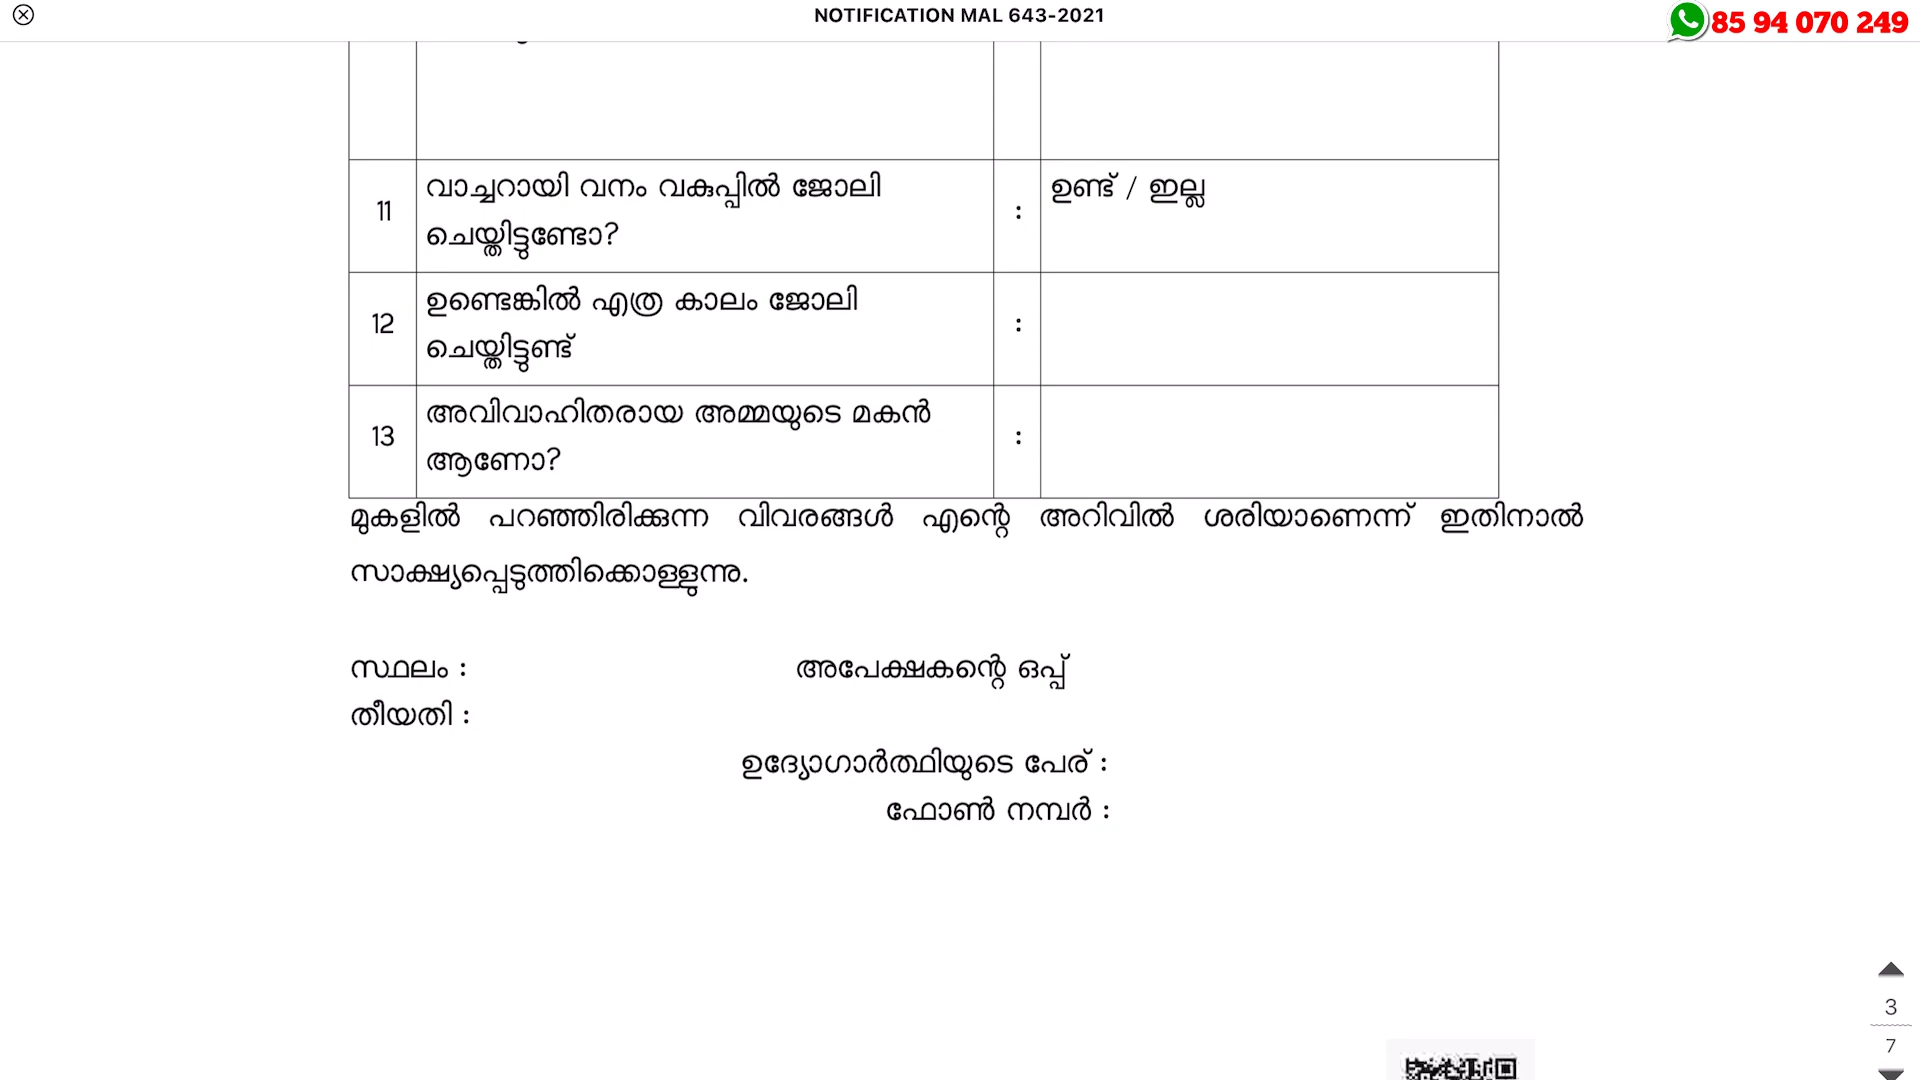 NOTIFICATION MAL 643-2021
85 94 070 249
11
വാച്ചറായി വനം വകുപ്പിൽ ജോലി
ചെയ്തിട്ടുണ്ടോ?
:
ഉണ്ട് / ഇല്ല
12
ഉണ്ടെങ്കിൽ എത്ര കാലം ജോലി
ചെയ്തിട്ടുണ്ട്
:
13
അവിവാഹിതരായ അമ്മയുടെ മകൻ
ആണോ?
:
മുകളിൽ പറഞ്ഞിരിക്കുന്ന വിവരങ്ങൾ എന്റെ അറിവിൽ ശരിയാണെന്ന് ഇതിനാൽ
സാക്ഷ്യപ്പെടുത്തിക്കൊള്ളുന്നു.
സ്ഥലം : അപേക്ഷകന്റെ ഒപ്പ്
തീയതി :
ഉദ്യോഗാർത്ഥിയുടെ പേര് :
ഫോൺ നമ്പർ :
3
7